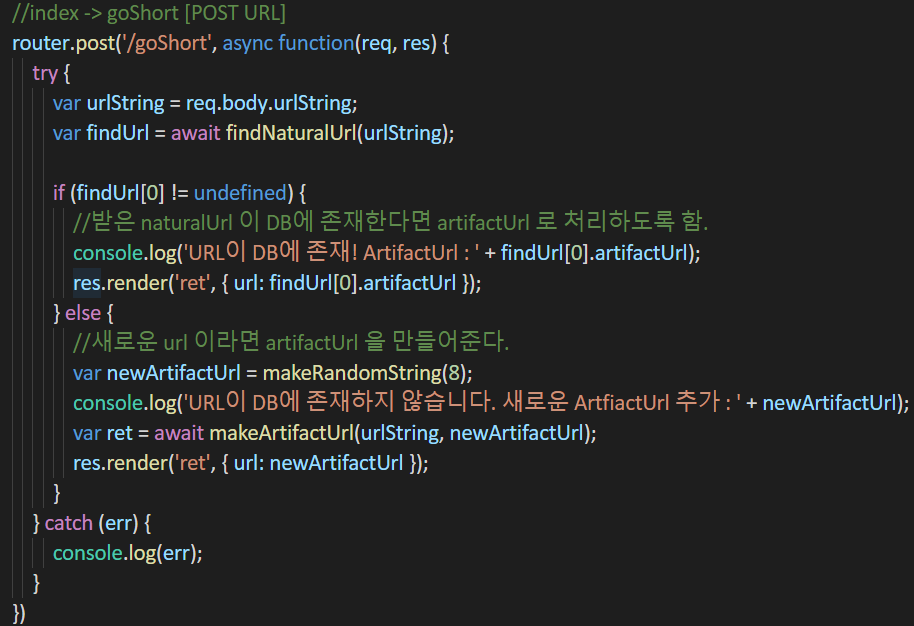 //index -> goShort [POST URL]
router.post('/goShort', async function(req, res) {
try {
var urlString = req.body.urlString;
var findUrl = await findNaturalUrl(urlString);
if (findUrl[0] != undefined) {
//받은 naturalUrl 이 DB에 존재한다면 artifactUrl 로 처리하도록 함.
console.log('URL이 DB에 존재! ArtifactUrl : ' + findUrl[0].artifactUrl);
res.render('ret', { url: findUrl[0].artifactUrl });
} else {
//새로운 url 이라면 artifactUrl 을 만들어준다.
var newArtifactUrl = makeRandomString(8);
console.log('URL이 DB에 존재하지 않습니다. 새로운 ArtfiactUrl 추가 : ' + newArtifactUrl);
var ret = await makeArtifactUrl(urlString, newArtifactUrl);
res.render('ret', { url: newArtifactUrl });
}
} catch (err) {
console.log(err);
}
})